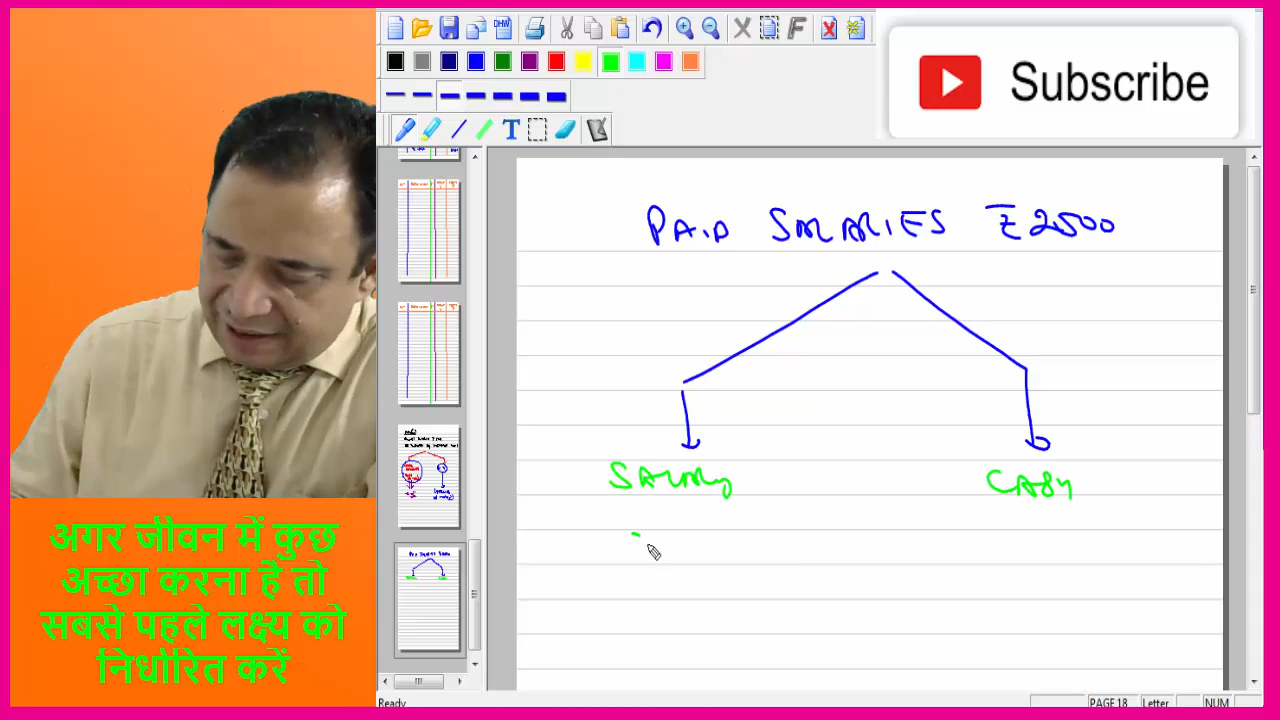 DHW
F
T
Subscribe
PAID SALARIES ₹2500
SALARY CASH
अगर जीवन में कुछ
अच्छा करना है तो
सबसे पहले लक्ष्य को
निर्धारित करें
Ready PAGE 18 Letter NUM